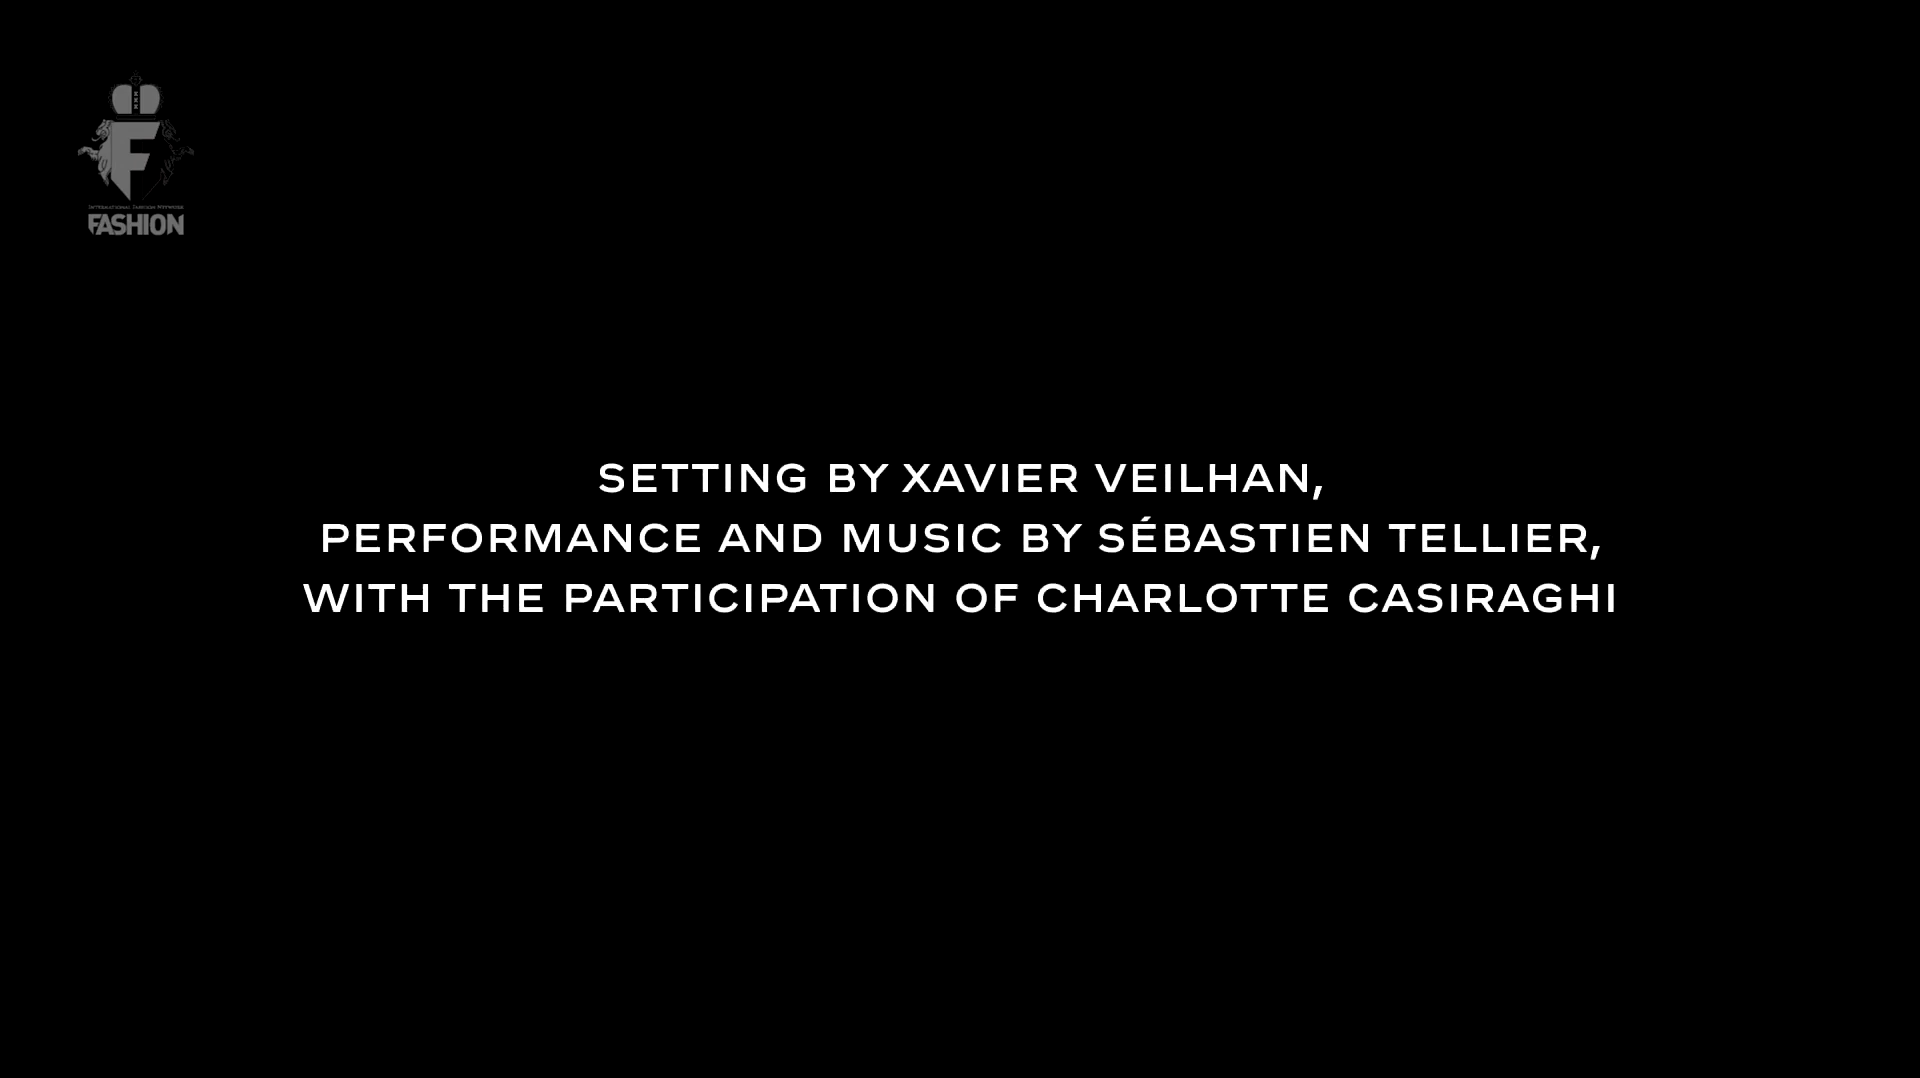 F
FASHION
SETTING BY XAVIER VEILHAN,
PERFORMANCE AND MUSIC BY SÉBASTIEN TELLIER,
WITH THE PARTICIPATION OF CHARLOTTE CASIRAGHI